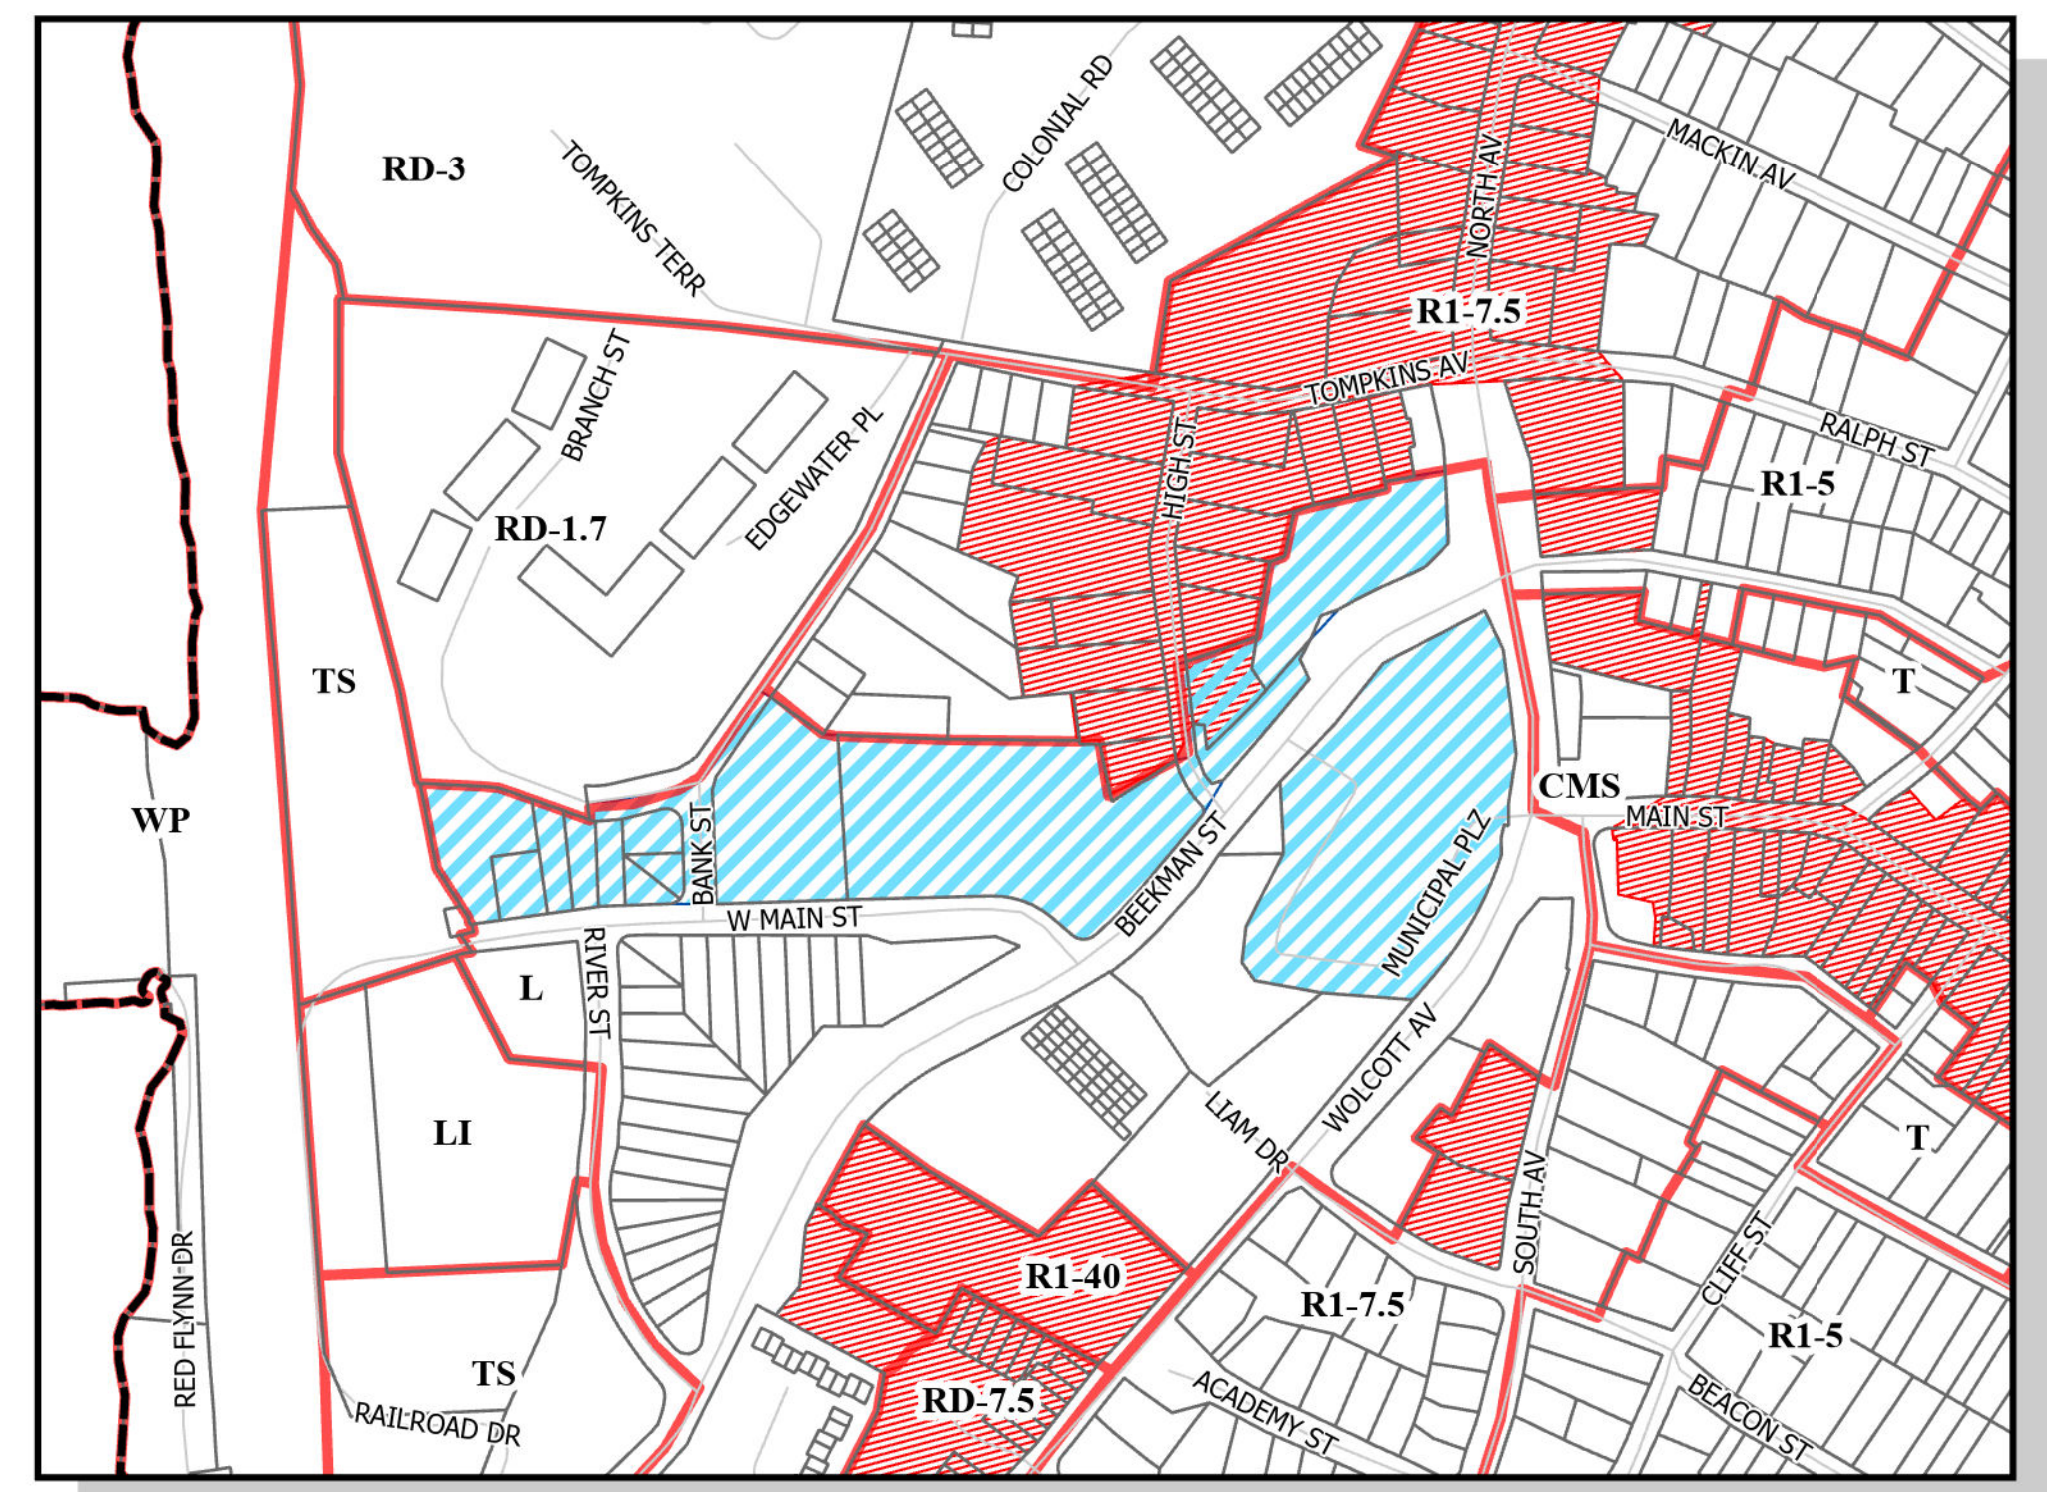 RD-3
TOMPKINS TERR
COLONIAL RD
MACKIN AV
NORTH AV
R1-7.5
TOMPKINS AV
BRANCH ST
EDGEWATER PL
RALPH ST
R1-5
HIGH ST
RD-1.7
TS
T
WP
BANK ST
CMS
MAIN ST
BEEKMAN ST
MUNICIPAL PLZ
W MAIN ST
RIVER ST
L
LI
WOLCOTT AV
LIAM DR
T
SOUTH AV
CLIFF ST
R1-40
R1-7.5
R1-5
RED FLYNN DR
TS
RD-7.5
RAILROAD DR
ACADEMY ST
BEACON ST